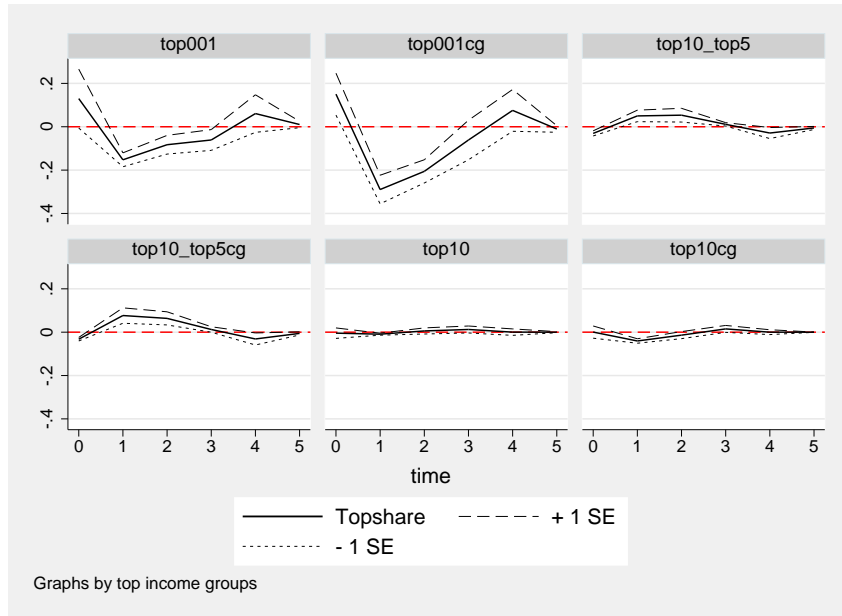 top001
top001cg
top10_top5
top10_top5cg
top10
top10cg
.2
0
-.2
-.4
.2
0
-.2
-.4
0 1 2 3 4 5
0 1 2 3 4 5
0 1 2 3 4 5
time
Topshare
+ 1 SE
- 1 SE
Graphs by top income groups